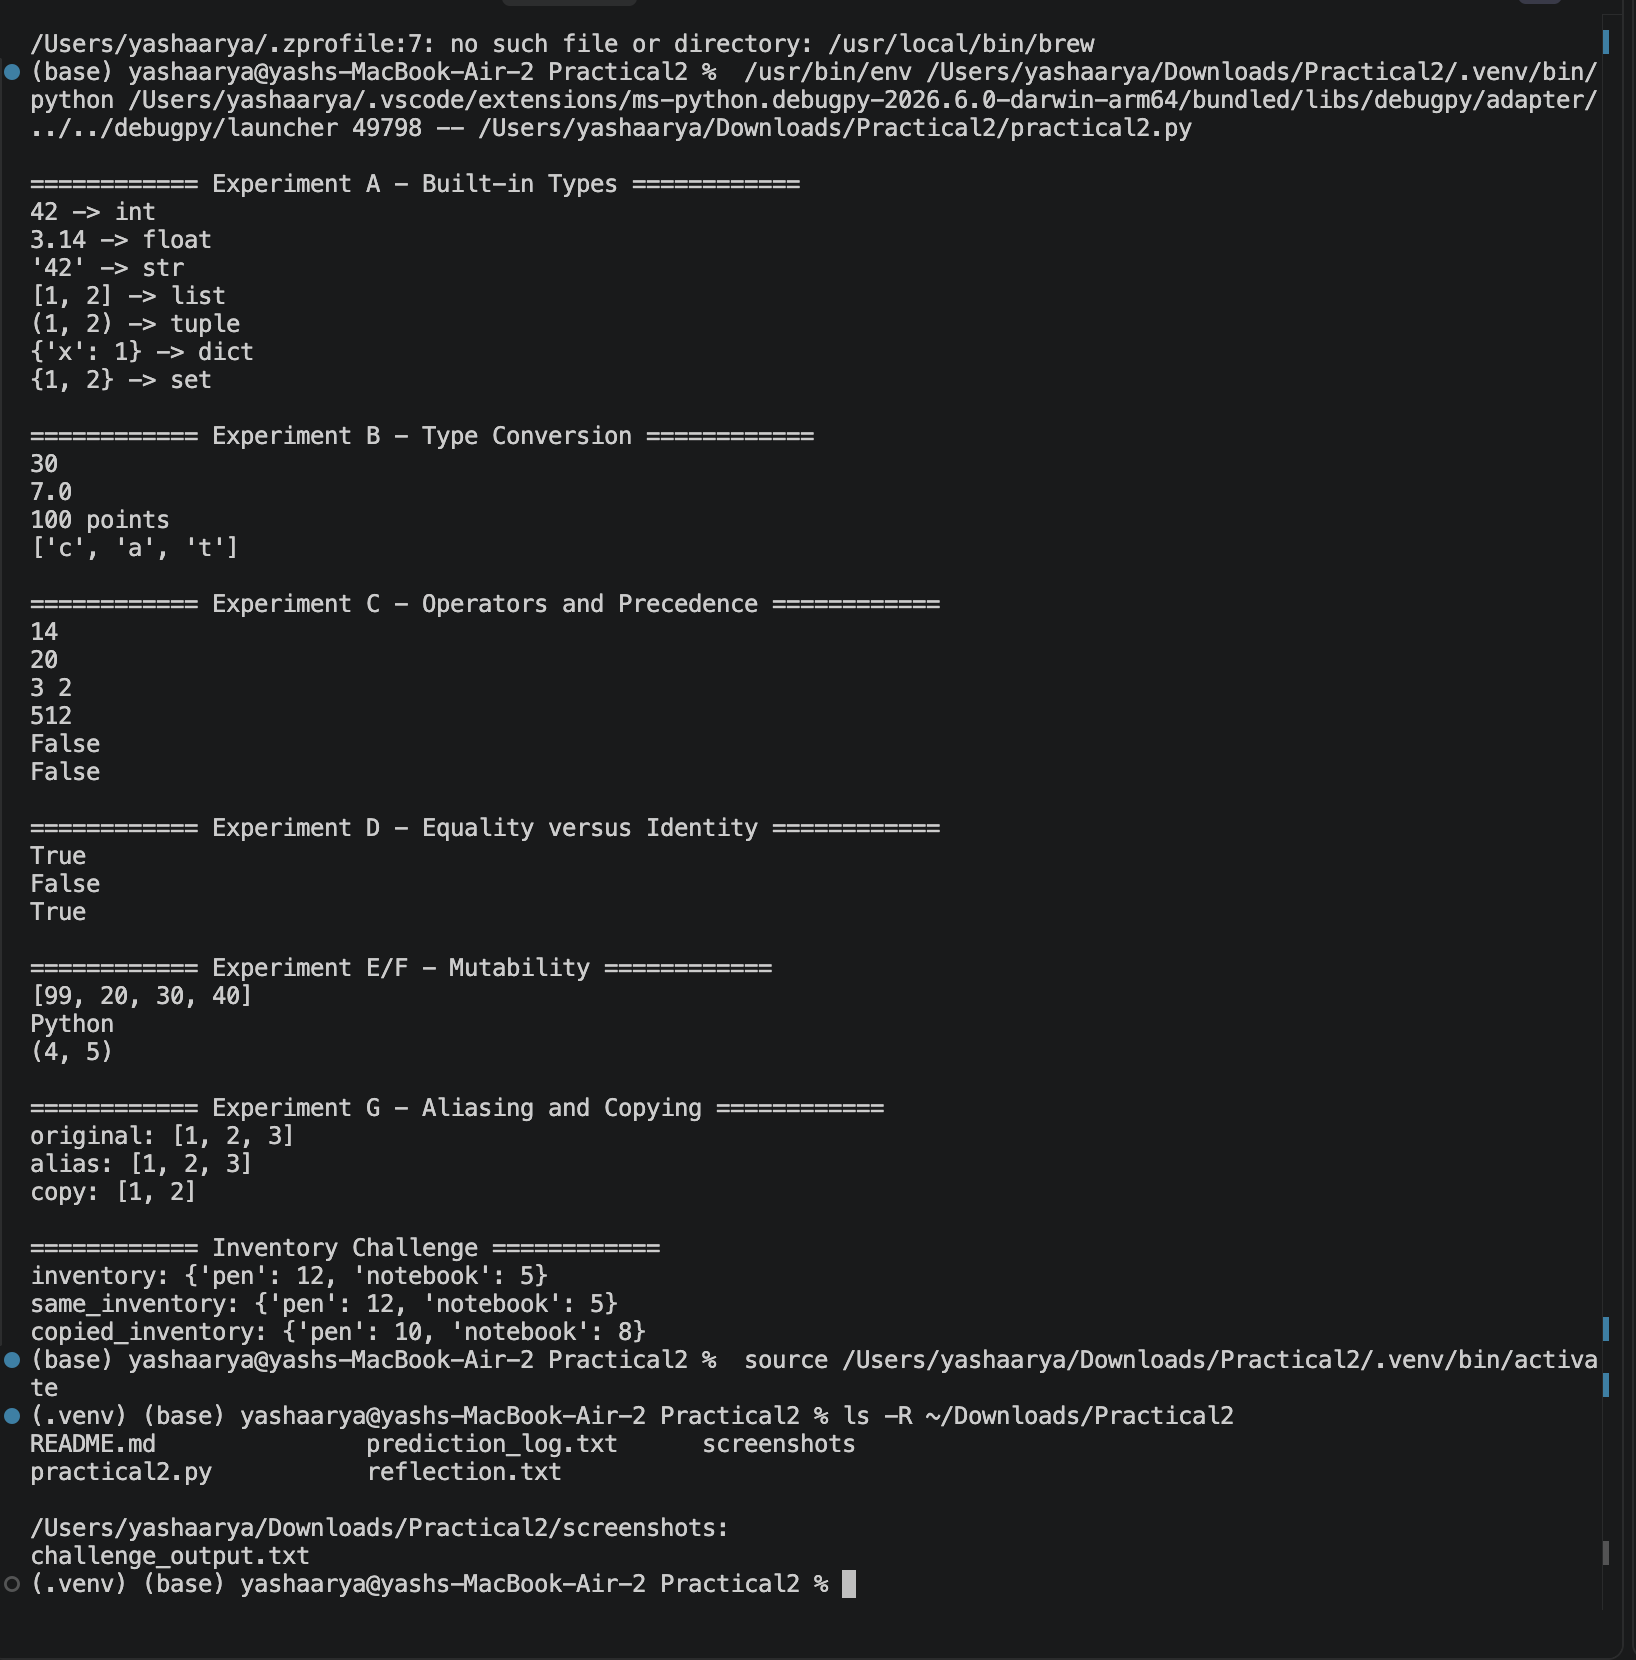 /Users/yashaarya/.zprofile:7: no such file or directory: /usr/local/bin/brew
(base) yashaarya@yashs-MacBook-Air-2 Practical2 %  /usr/bin/env /Users/yashaarya/Downloads/Practical2/.venv/bin/
python /Users/yashaarya/.vscode/extensions/ms-python.debugpy-2026.6.0-darwin-arm64/bundled/libs/debugpy/adapter/
../../debugpy/launcher 49798 -- /Users/yashaarya/Downloads/Practical2/practical2.py

============ Experiment A - Built-in Types ============
42 -> int
3.14 -> float
'42' -> str
[1, 2] -> list
(1, 2) -> tuple
{'x': 1} -> dict
{1, 2} -> set

============ Experiment B - Type Conversion ============
30
7.0
100 points
['c', 'a', 't']

============ Experiment C - Operators and Precedence ============
14
20
3 2
512
False
False

============ Experiment D - Equality versus Identity ============
True
False
True

============ Experiment E/F - Mutability ============
[99, 20, 30, 40]
Python
(4, 5)

============ Experiment G - Aliasing and Copying ============
original: [1, 2, 3]
alias: [1, 2, 3]
copy: [1, 2]

============ Inventory Challenge ============
inventory: {'pen': 12, 'notebook': 5}
same_inventory: {'pen': 12, 'notebook': 5}
copied_inventory: {'pen': 10, 'notebook': 8}
(base) yashaarya@yashs-MacBook-Air-2 Practical2 %  source /Users/yashaarya/Downloads/Practical2/.venv/bin/activa
te
(.venv) (base) yashaarya@yashs-MacBook-Air-2 Practical2 % ls -R ~/Downloads/Practical2
README.md               prediction_log.txt      screenshots
practical2.py           reflection.txt

/Users/yashaarya/Downloads/Practical2/screenshots:
challenge_output.txt
(.venv) (base) yashaarya@yashs-MacBook-Air-2 Practical2 %